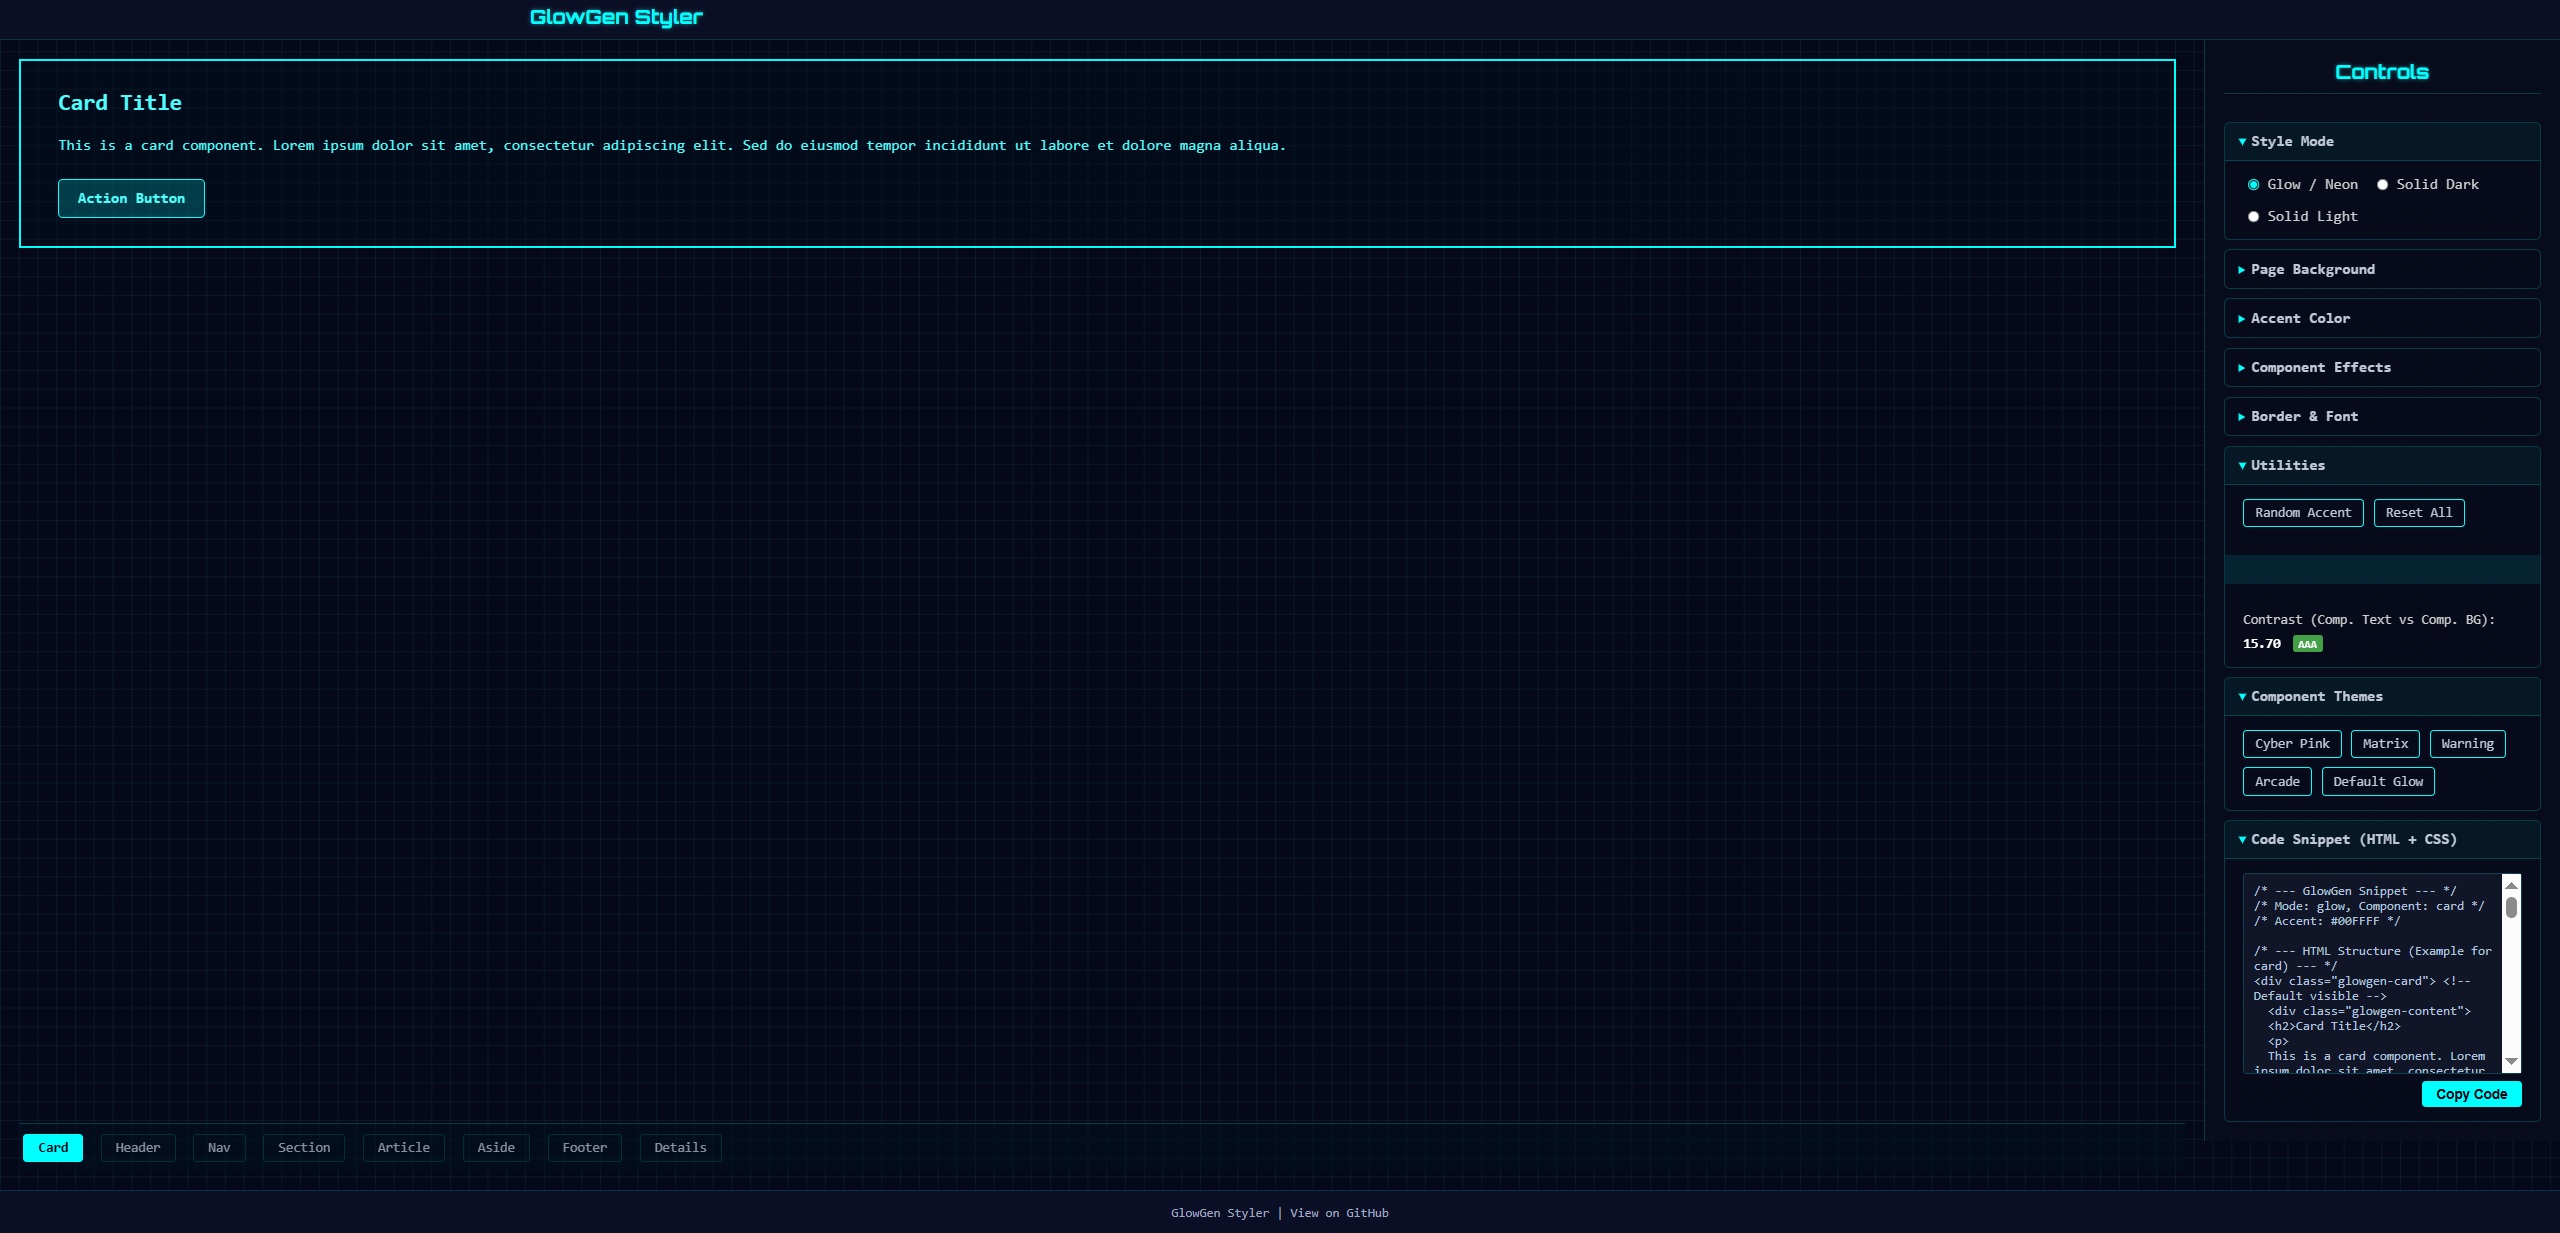 GlowGen Styler
Card Title
This is a card component. Lorem ipsum dolor sit amet, consectetur adipiscing elit. Sed do eiusmod tempor incididunt ut labore et dolore magna aliqua.
Action Button
Card Header Nav Section Article Aside Footer Details
Controls
Style Mode
Glow / Neon Solid Dark
Solid Light
Page Background
Accent Color
Component Effects
Border & Font
Utilities
Random Accent Reset All
Contrast (Comp. Text vs Comp. BG):
15.70 AAA
Component Themes
Cyber Pink Matrix Warning
Arcade Default Glow
Code Snippet (HTML + CSS)
/* --- GlowGen Snippet --- */
/* Mode: glow, Component: card */
/* Accent: #00FFFF */
/* --- HTML Structure (Example for
card) --- */
<div class="glowgen-card"> <!--
Default visible -->
<div class="glowgen-content">
<h2>Card Title</h2>
<p>
This is a card component. Lorem
ipsum dolor sit amet, consectetur
Copy Code
GlowGen Styler | View on GitHub